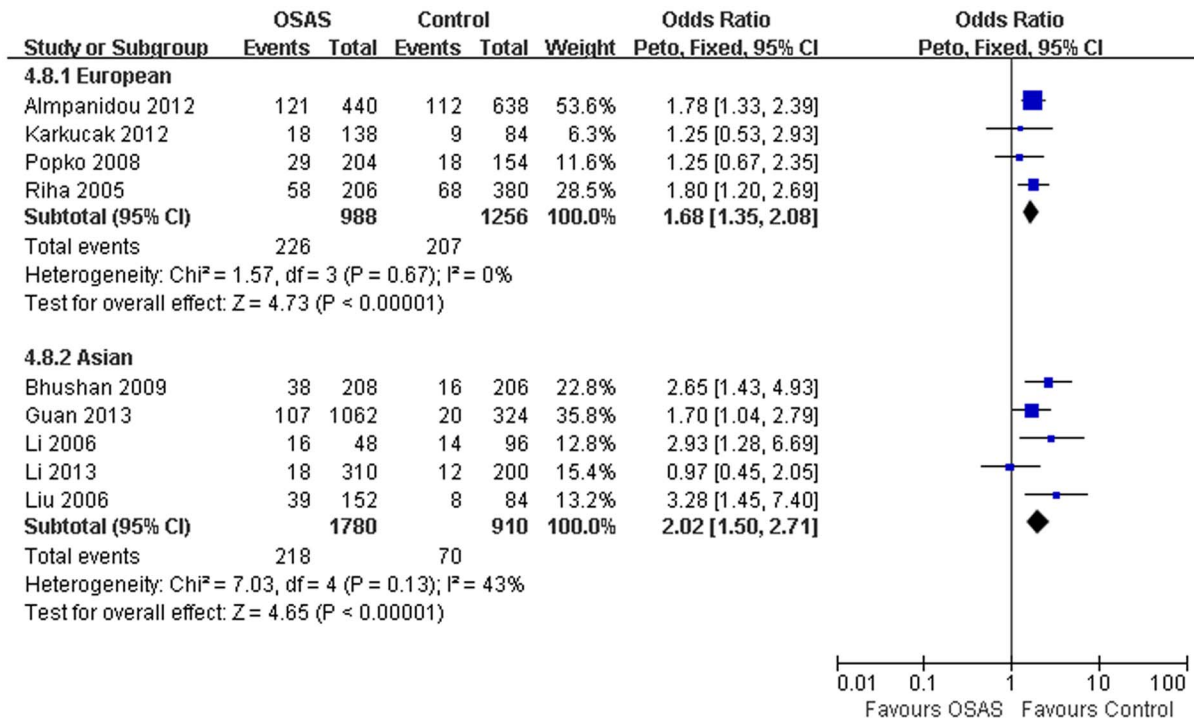 OSAS Control Odds Ratio Odds Ratio
Study or Subgroup Events Total Events Total Weight Peto, Fixed, 95% CI Peto, Fixed, 95% CI
4.8.1 European
Almpanidou 2012 121 440 112 638 53.6% 1.78 [1.33, 2.39]
Karkucak 2012 18 138 9 84 6.3% 1.25 [0.53, 2.93]
Popko 2008 29 204 18 154 11.6% 1.25 [0.67, 2.35]
Riha 2005 58 206 68 380 28.5% 1.80 [1.20, 2.69]
Subtotal (95% CI) 988 1256 100.0% 1.68 [1.35, 2.08]
Total events 226 207
Heterogeneity: Chi² = 1.57, df = 3 (P = 0.67); I² = 0%
Test for overall effect: Z = 4.73 (P < 0.00001)
4.8.2 Asian
Bhushan 2009 38 208 16 206 22.8% 2.65 [1.43, 4.93]
Guan 2013 107 1062 20 324 35.8% 1.70 [1.04, 2.79]
Li 2006 16 48 14 96 12.8% 2.93 [1.28, 6.69]
Li 2013 18 310 12 200 15.4% 0.97 [0.45, 2.05]
Liu 2006 39 152 8 84 13.2% 3.28 [1.45, 7.40]
Subtotal (95% CI) 1780 910 100.0% 2.02 [1.50, 2.71]
Total events 218 70
Heterogeneity: Chi² = 7.03, df = 4 (P = 0.13); I² = 43%
Test for overall effect: Z = 4.65 (P < 0.00001)
0.01 0.1 1 10 100
Favours OSAS Favours Control